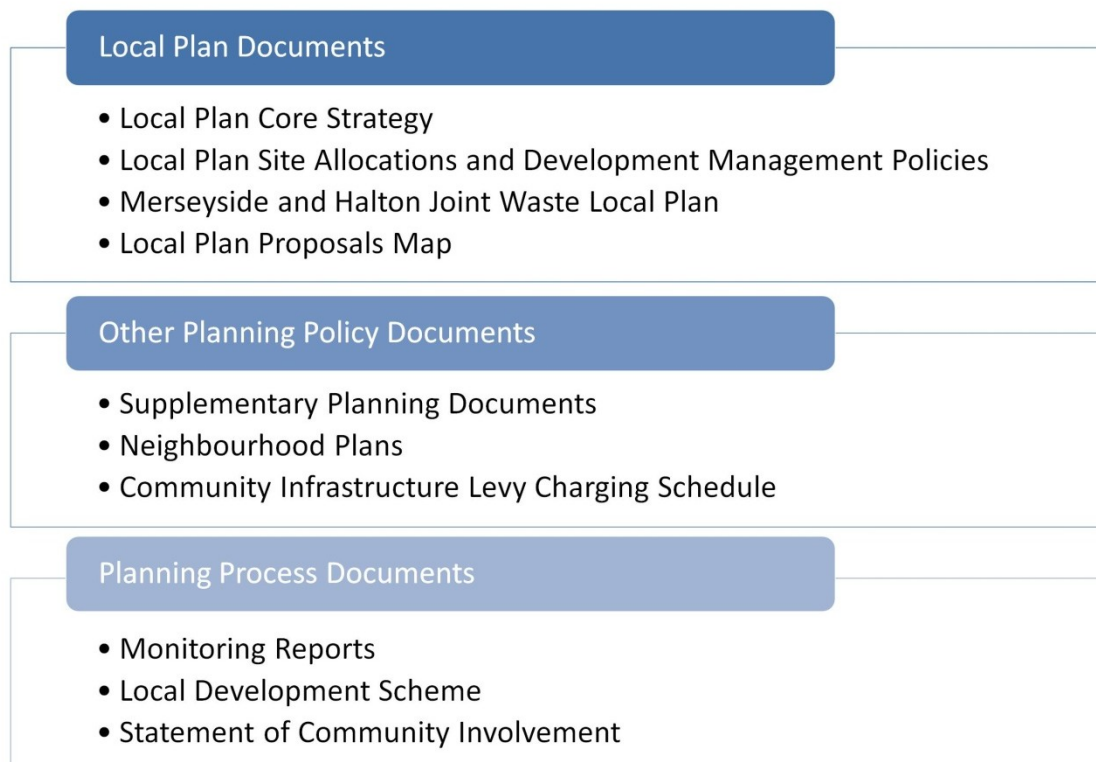 Local Plan Documents
• Local Plan Core Strategy
• Local Plan Site Allocations and Development Management Policies
• Merseyside and Halton Joint Waste Local Plan
• Local Plan Proposals Map
Other Planning Policy Documents
• Supplementary Planning Documents
• Neighbourhood Plans
• Community Infrastructure Levy Charging Schedule
Planning Process Documents
• Monitoring Reports
• Local Development Scheme
• Statement of Community Involvement